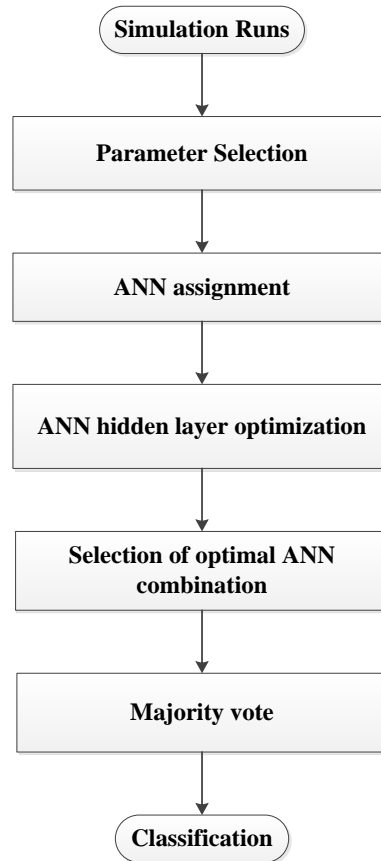 Simulation Runs
Parameter Selection
ANN assignment
ANN hidden layer optimization
Selection of optimal ANN
combination
Majority vote
Classification